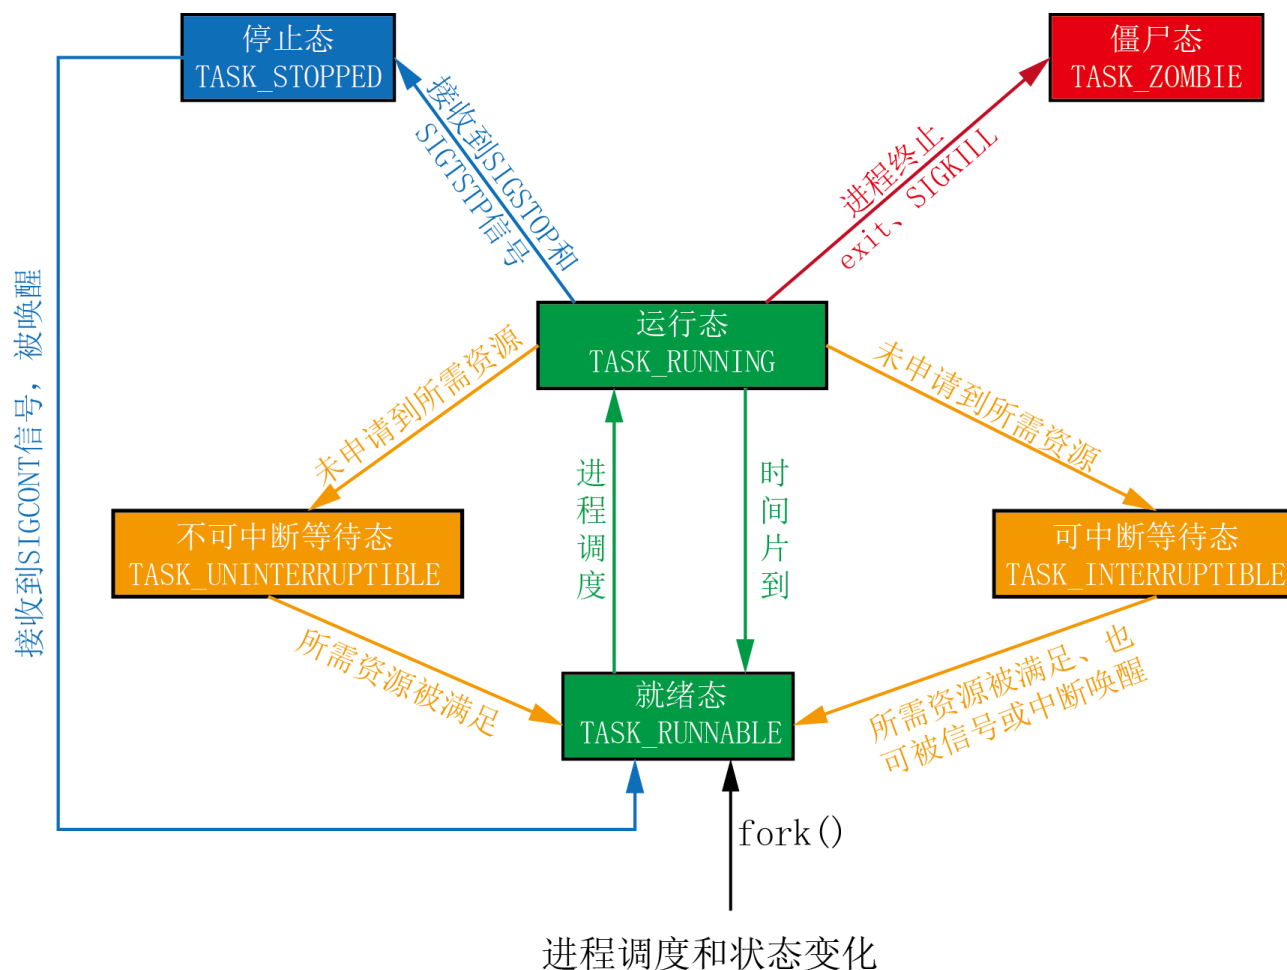 停止态
TASK_STOPPED
僵尸态
TASK_ZOMBIE
接收到SIGSTOP和
SIGTSTP信号
进程终止
exit、SIGKILL
接收到SIGCONT信号，被唤醒
运行态
TASK_RUNNING
未申请到所需资源
未申请到所需资源
进程调度
时间片到
不可中断等待态
TASK_UNINTERRUPTIBLE
可中断等待态
TASK_INTERRUPTIBLE
所需资源被满足
所需资源被满足、也
可被信号或中断唤醒
就绪态
TASK_RUNNABLE
fork()
进程调度和状态变化